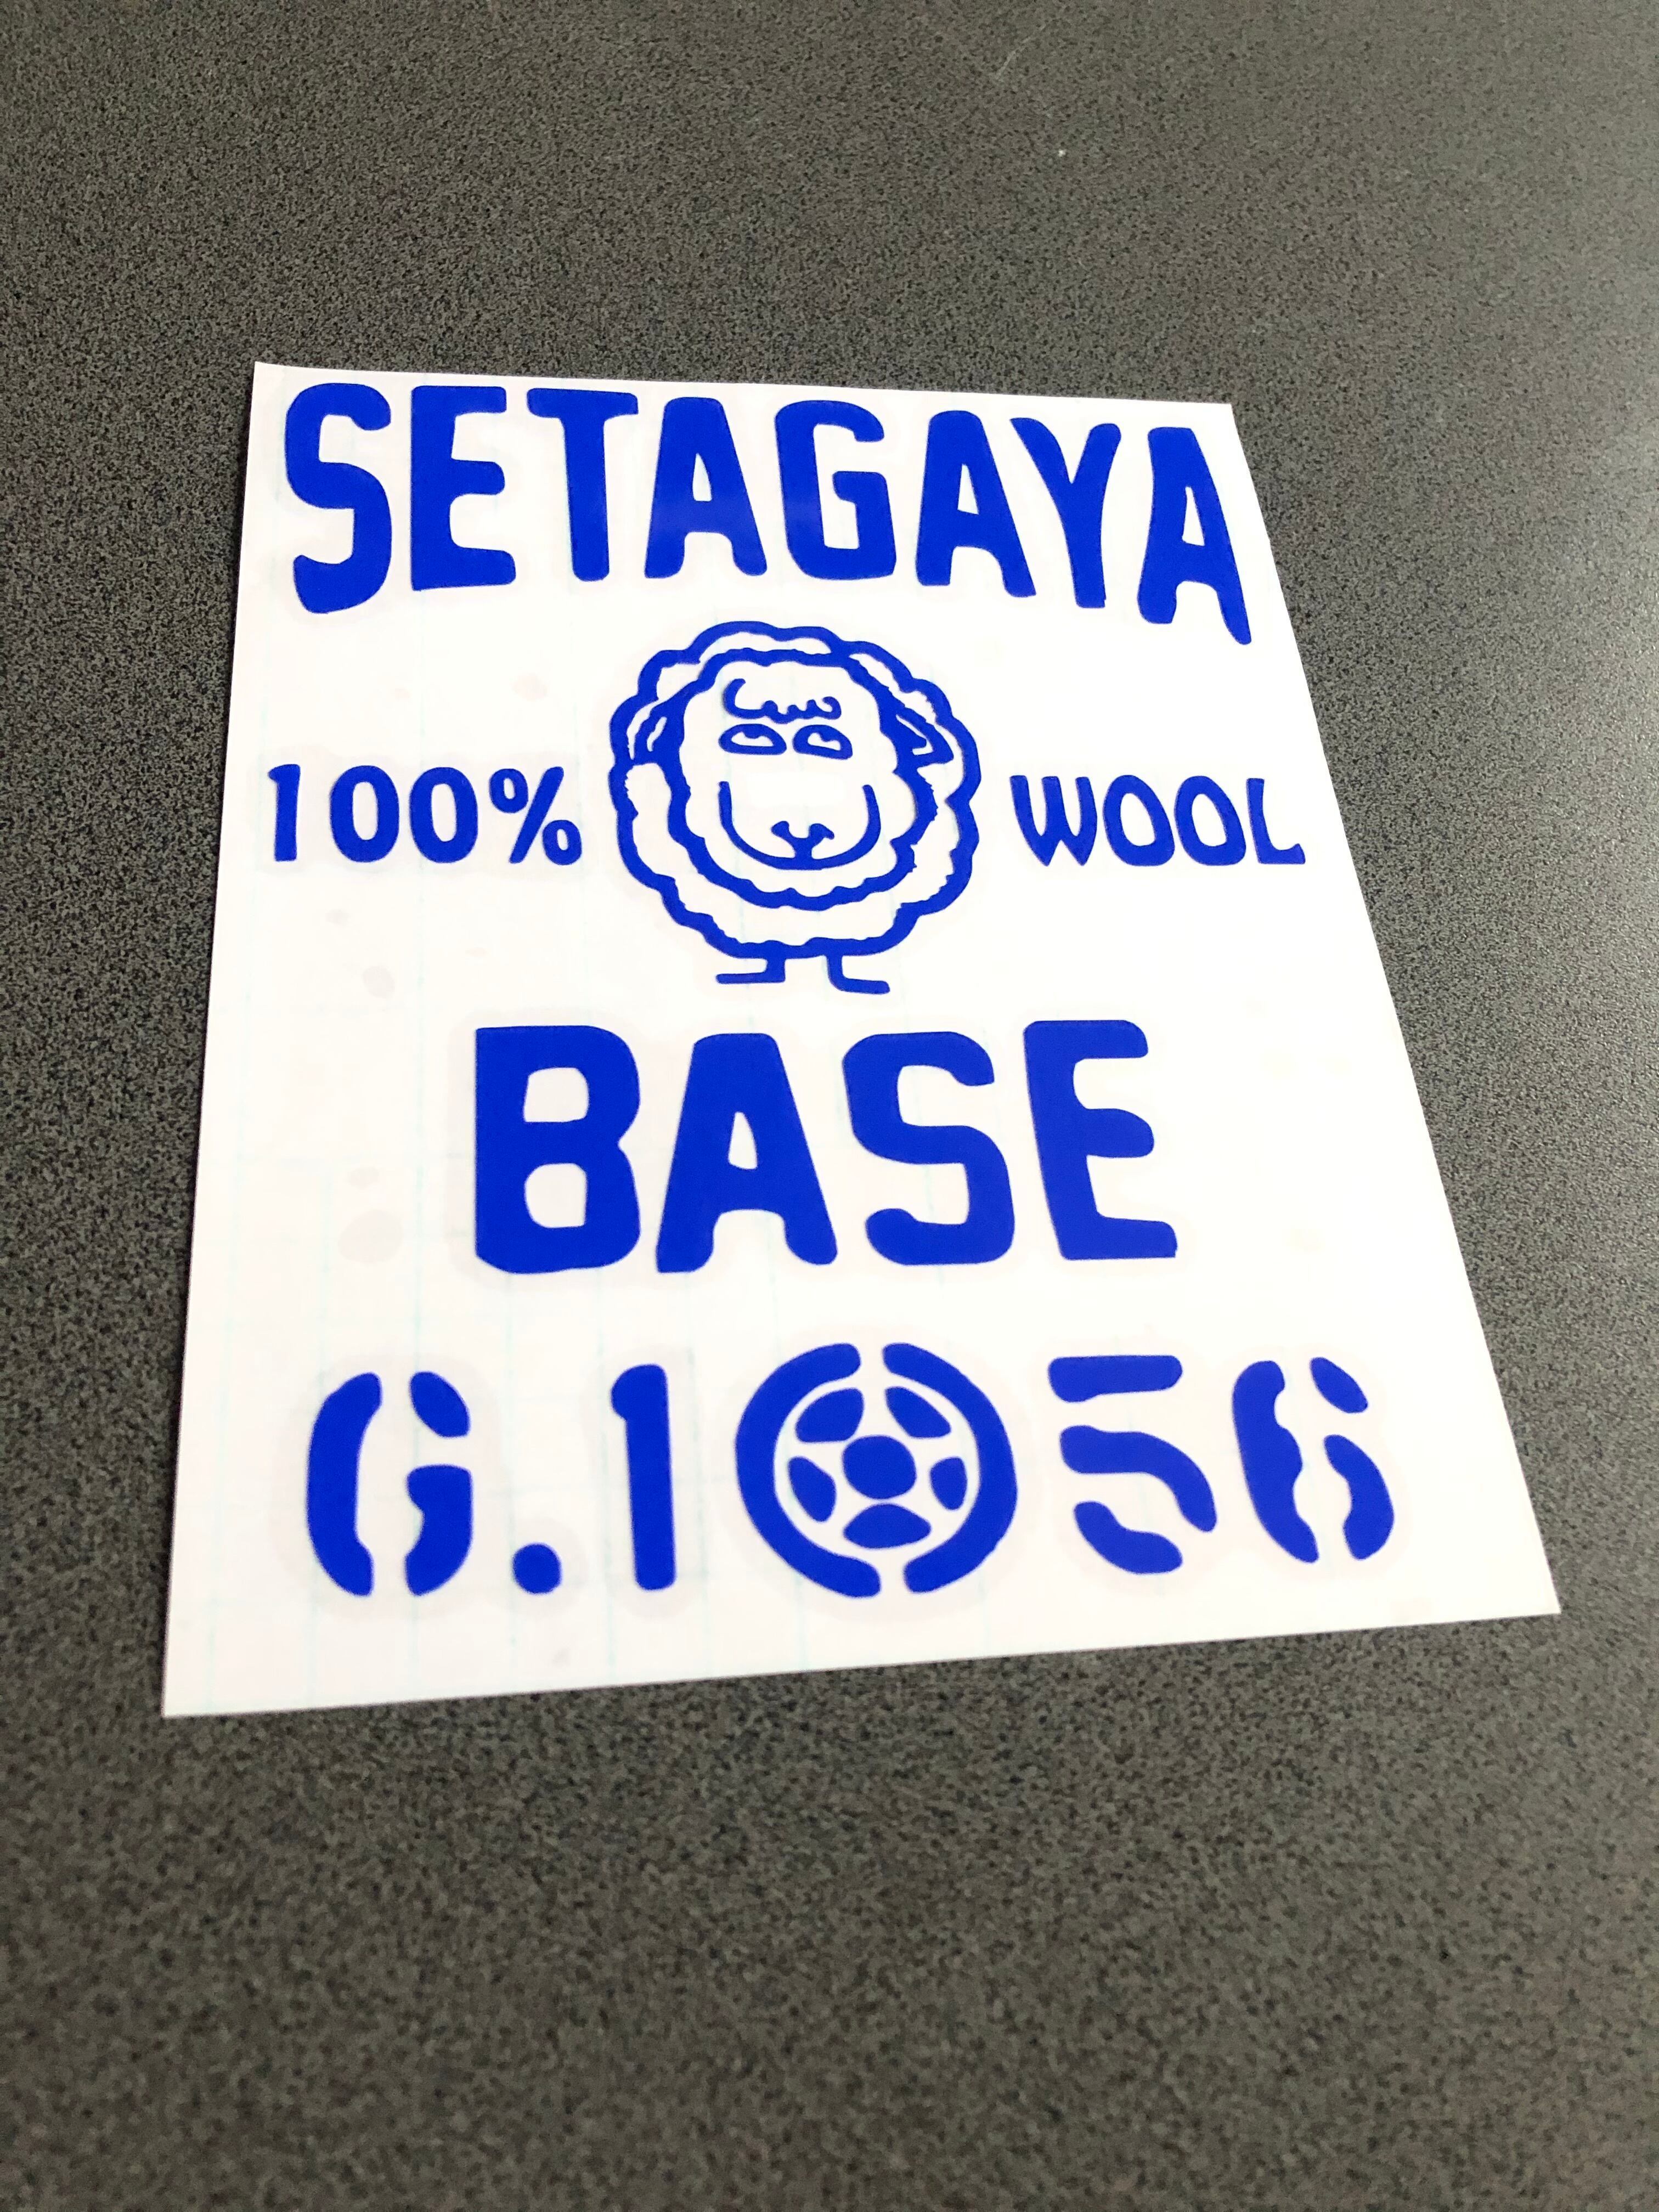 SETAGAYA
100% WOOL
BASE
G.1056